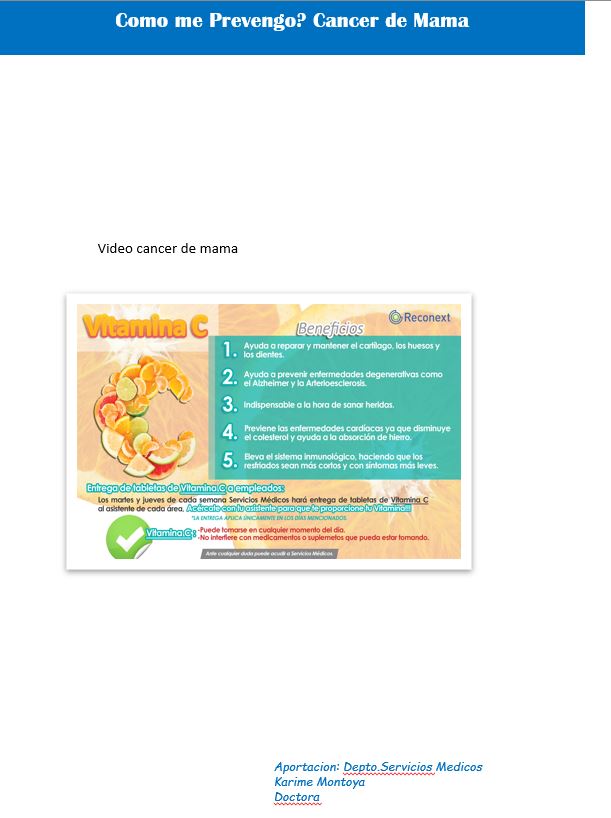 Como me Prevengo? Cancer de Mama
Video cancer de mama
Vitamina C
Beneficios
Reconext
1. Ayuda a reparar y mantener el cartílago, los huesos y
los dientes.
2. Ayuda a prevenir enfermedades degenerativas como
el Alzheimer y la Arterioesclerosis.
3. Indispensable a la hora de sanar heridas.
4. Previene las enfermedades cardíacas ya que disminuye
el colesterol y ayuda a la absorción de hierro.
5. Eleva el sistema inmunológico, haciendo que los
restriados sean más cortos y con síntomas más leves.
Entrega de tabletas de Vitamina C a empleados:
Los martes y jueves de cada semana Servicios Médicos hará entrega de tabletas de Vitamina C
al asistente de cada área, Acércate con tu asistente para que te proporcione tu Vitamina!!!
*LA ENTREGA APLICA ÚNICAMENTE EN LOS DÍAS MENCIONADOS.
Vitamina C : -Puede tomarse en cualquier momento del día.
-No interfiere con medicamentos o suplemetos que pueda estar tomando.
Ante cualquier duda puede acudir a Servicios Médicos.
Aportacion: Depto.Servicios Medicos
Karime Montoya
Doctora